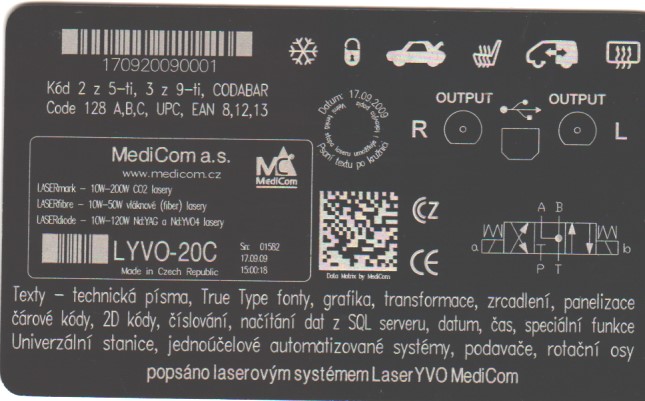 170920090001
Kód 2 z 5-ti, 3 z 9-ti, CODABAR
Code 128 A,B,C, UPC, EAN 8,12,13
Datum: 17.09.2009
Psaní textu po kružnici
OUTPUT
OUTPUT
R
L
MediCom a.s.
www.medicom.cz
MC
MediCom
LASERmark - 10W-200W CO2 lasery
LASERfibre - 10W-50W vláknové (fiber) lasery
LASERdiode - 10W-120W Nd:YAG a Nd:YVO4 lasery
LYVO-20C
Made in Czech Republic
Sn: 01582
17.09.09
15:00:18
Data Matrix by MediCom
CZ
CE
A B
a
b
T
P T
Texty - technická písma, True Type fonty, grafika, transformace, zrcadlení, panelizace
čárové kódy, 2D kódy, číslování, načítání dat z SQL serveru, datum, čas, speciální funkce
Univerzální stanice, jednoúčelové automatizované systémy, podavače, rotační osy
popsáno laserovým systémem LaserYVO MediCom